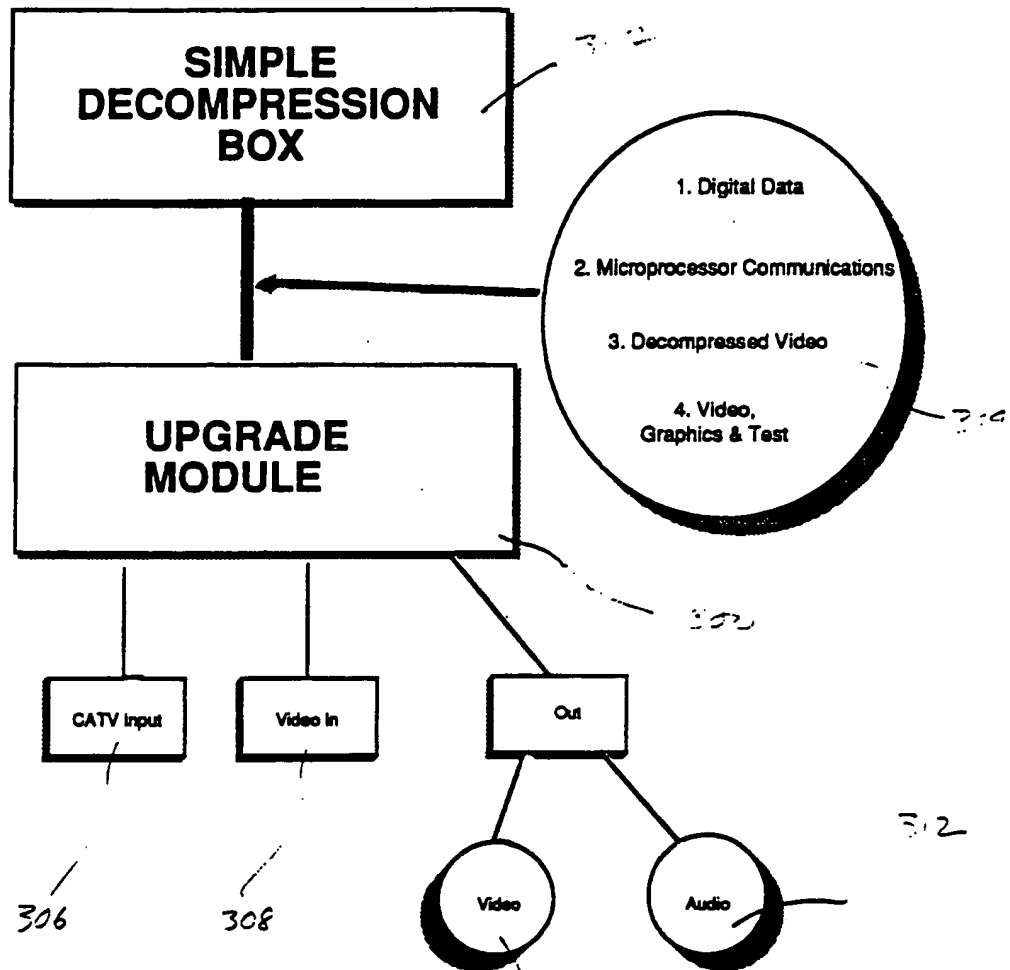 SIMPLE
DECOMPRESSION
BOX
1. Digital Data
2. Microprocessor Communications
3. Decompressed Video
4. Video,
Graphics & Test
UPGRADE
MODULE
CATV Input
Video In
Out
312
Video
Audio
306
308